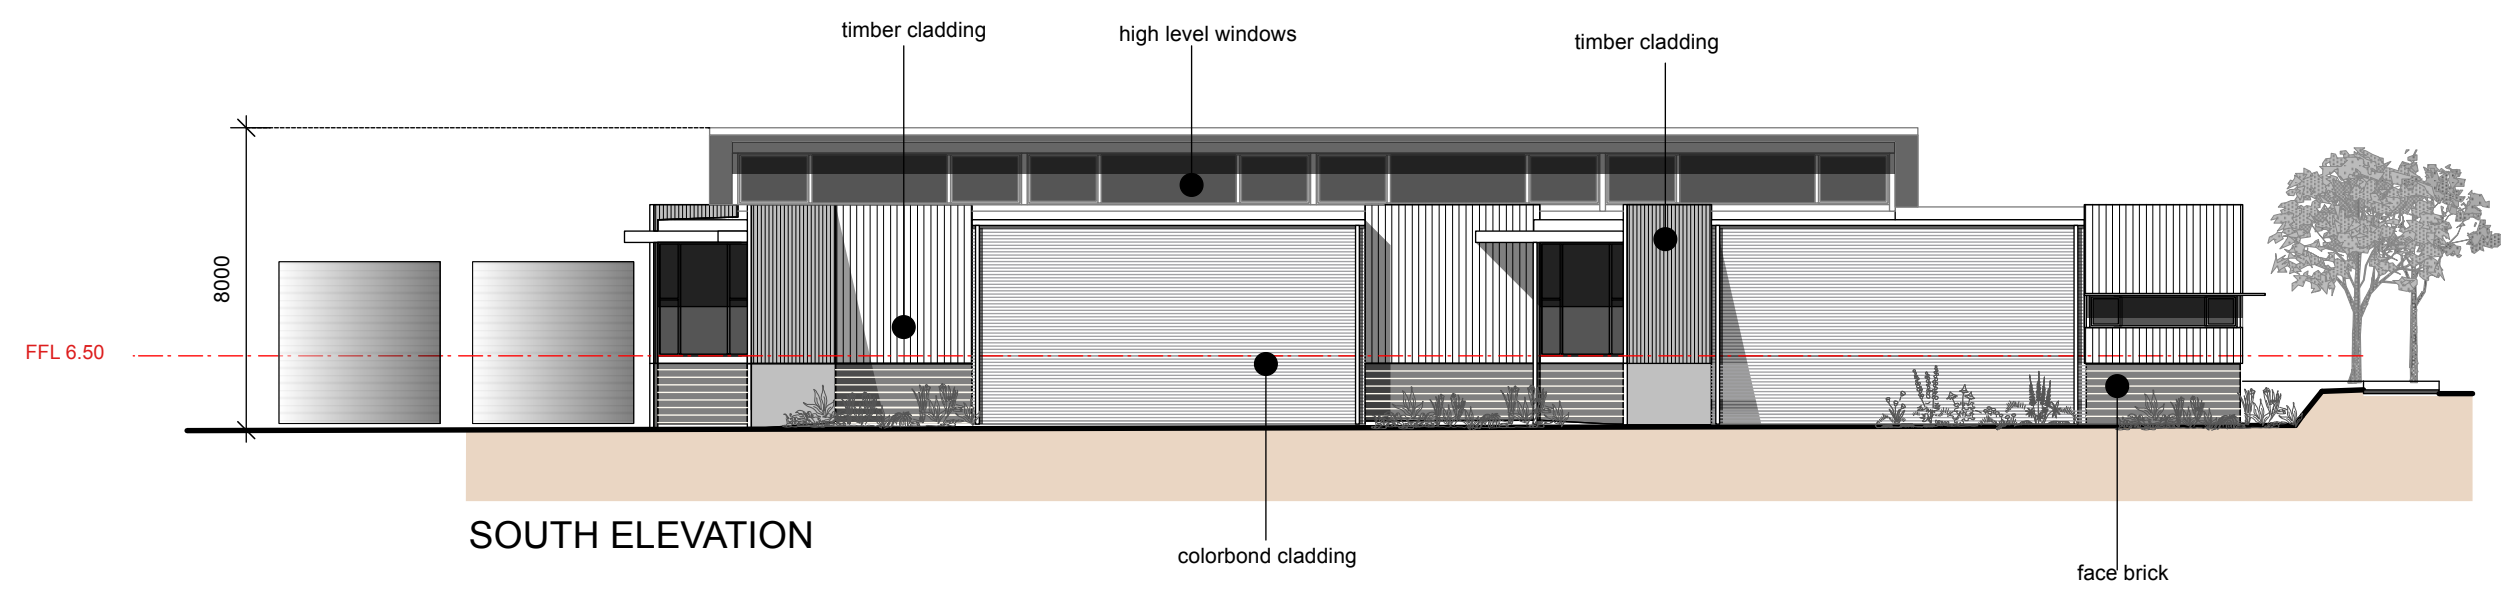 timber cladding
high level windows
timber cladding
8000
FFL 6.50
SOUTH ELEVATION
colorbond cladding
face brick